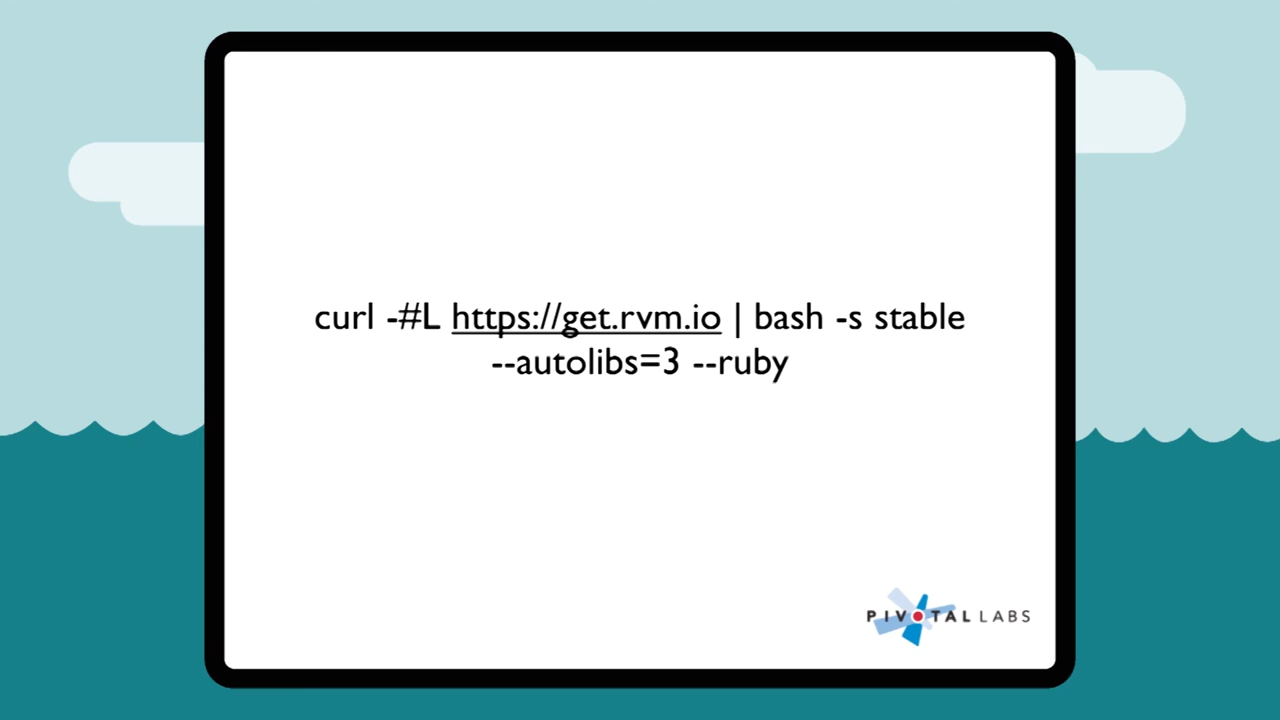 curl -#L https://get.rvm.io | bash -s stable
--autolibs=3 --ruby
PIVOTAL LABS